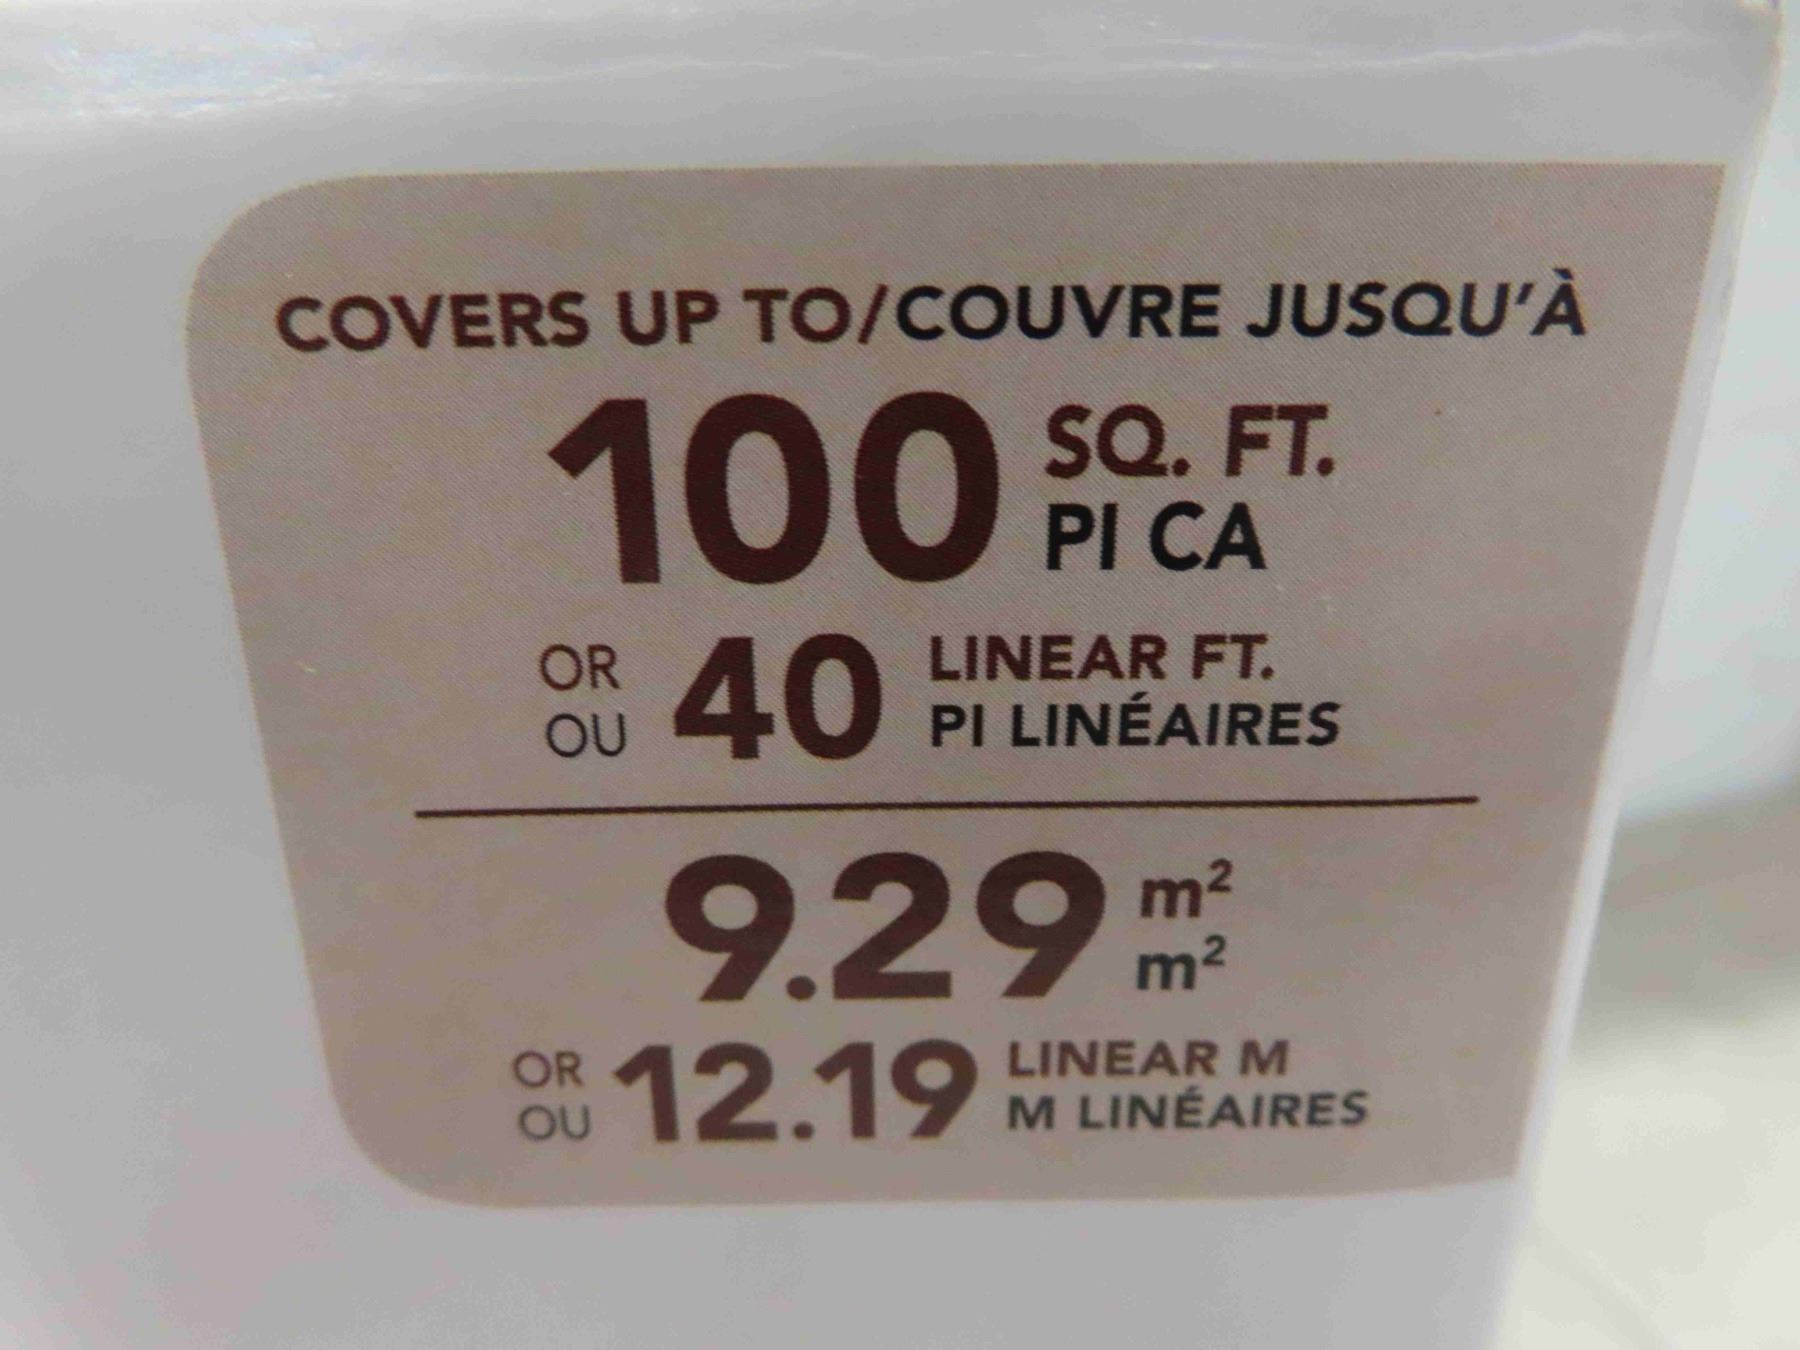 COVERS UP TO/COUVRE JUSQU'À
100 SQ. FT.
PI CA
OR 40 LINEAR FT.
OU PI LINÉAIRES
9.29 m²
m²
OR 12.19 LINEAR M
OU M LINÉAIRES